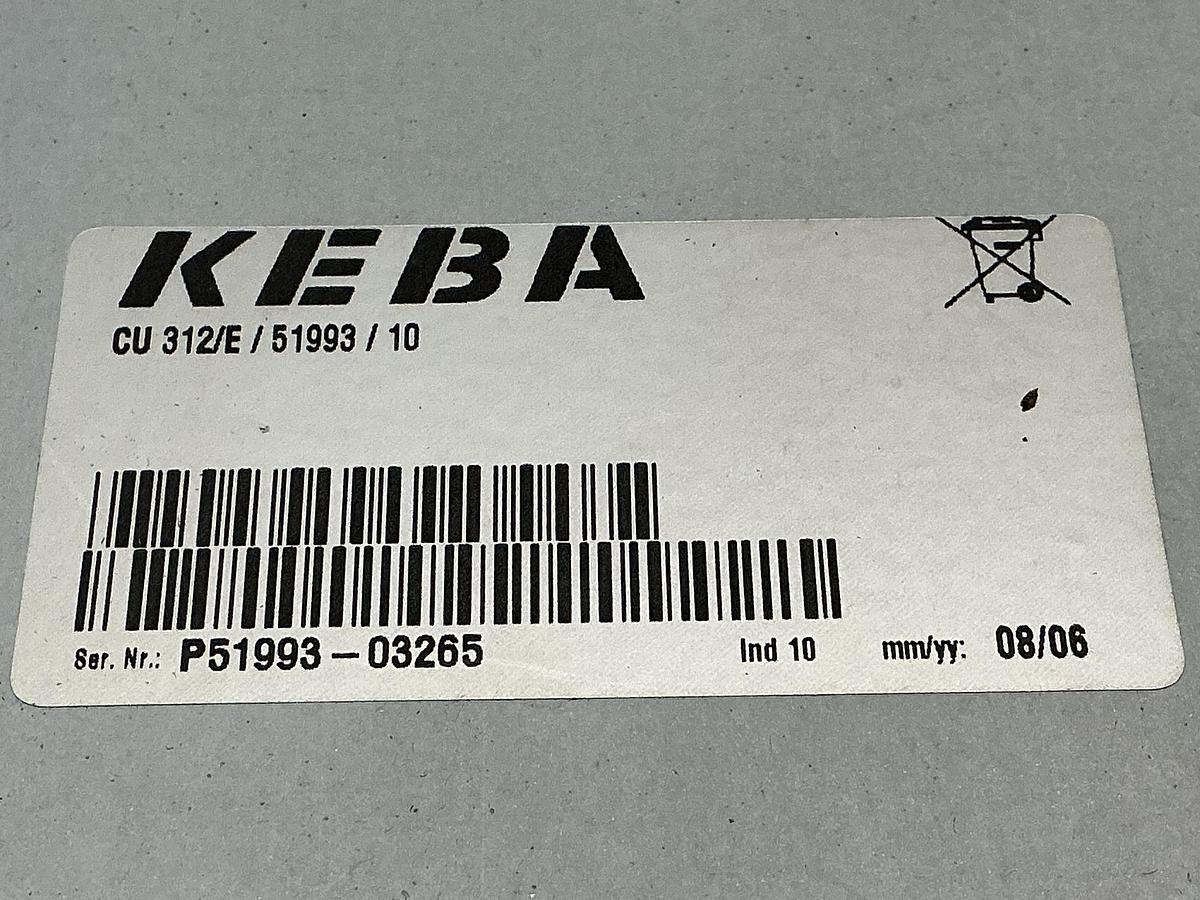 KEBA
CU 312/E / 51993 / 10
Ser. Nr.: P51993 – 03265 Ind 10 mm/yy: 08/06